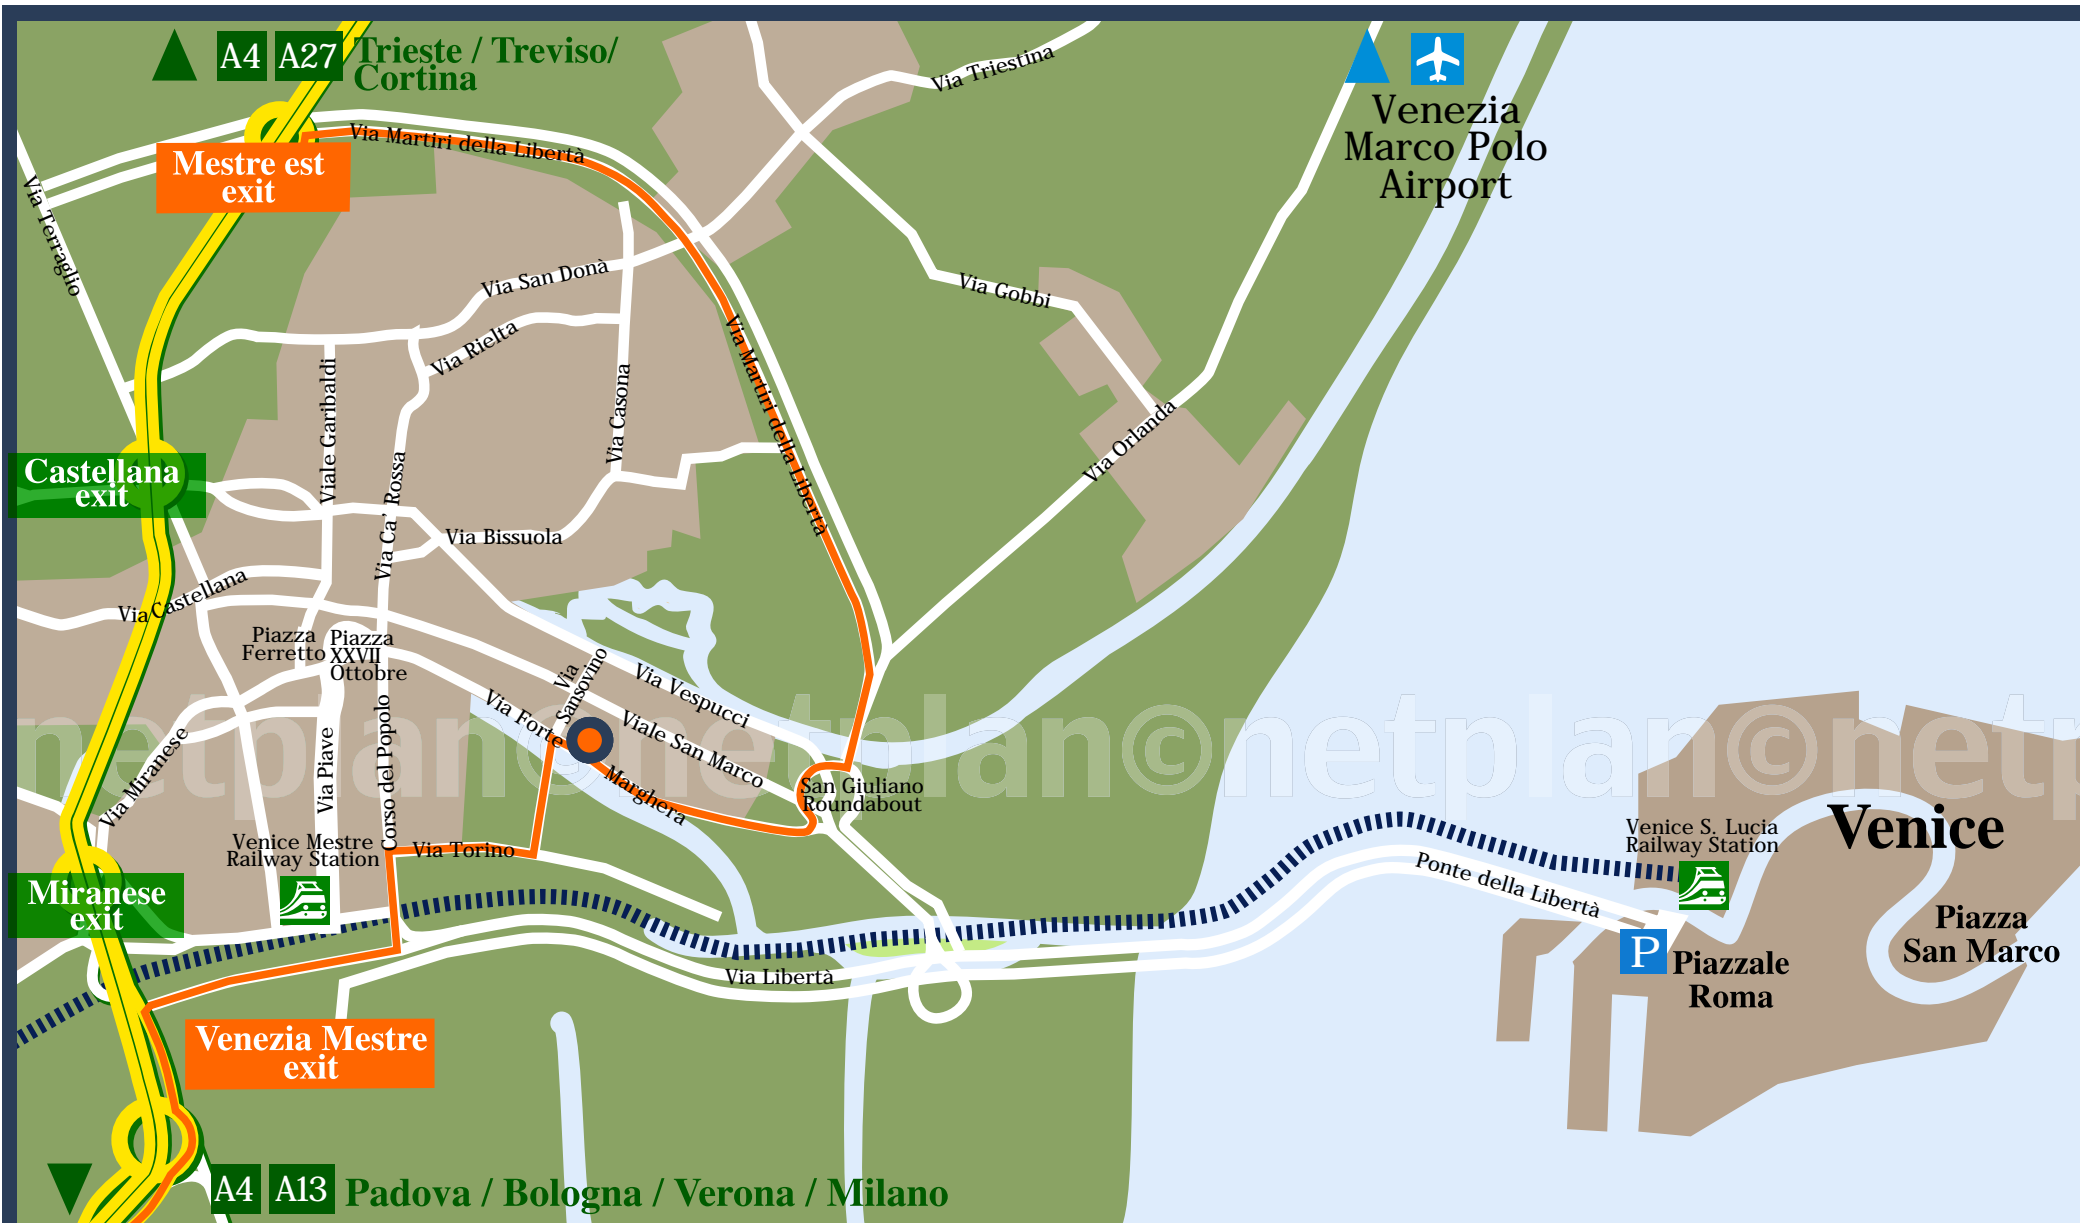 A4 A27 Trieste / Treviso/
Cortina
Venezia
Marco Polo
Airport
Via Triestina
Via Martiri della Libertà
Mestre est
exit
Via Terraglio
Via San Donà
Via Gobbi
Via Rielta
Via Martiri della Libertà
Viale Garibaldi
Via Casona
Via Orlanda
Via Ca' Rossa
Castellana
exit
Via Bissuola
Via Castellana
Piazza
Ferretto
Piazza
XXVII
Ottobre
Via
Sansovino
Via Vespucci
Via Forte
Marghera
Viale San Marco
netplan©netplan©netplan©netp
Via Miranese
Via Piave
Corso del Popolo
San Giuliano
Roundabout
Venice Mestre
Railway Station
Via Torino
Venice S. Lucia
Railway Station
Venice
Ponte della Libertà
Miranese
exit
Piazza
San Marco
P
Piazzale
Roma
Via Libertà
Venezia Mestre
exit
A4 A13 Padova / Bologna / Verona / Milano